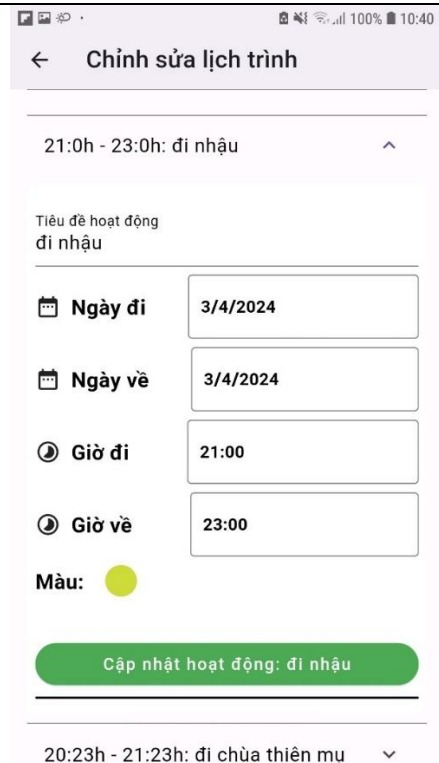 100% 10:40
Chỉnh sửa lịch trình
21:0h - 23:0h: đi nhậu
Tiêu đề hoạt động
đi nhậu
Ngày đi 3/4/2024
Ngày về 3/4/2024
Giờ đi 21:00
Giờ về 23:00
Màu:
Cập nhật hoạt động: đi nhậu
20:23h - 21:23h: đi chùa thiên mụ